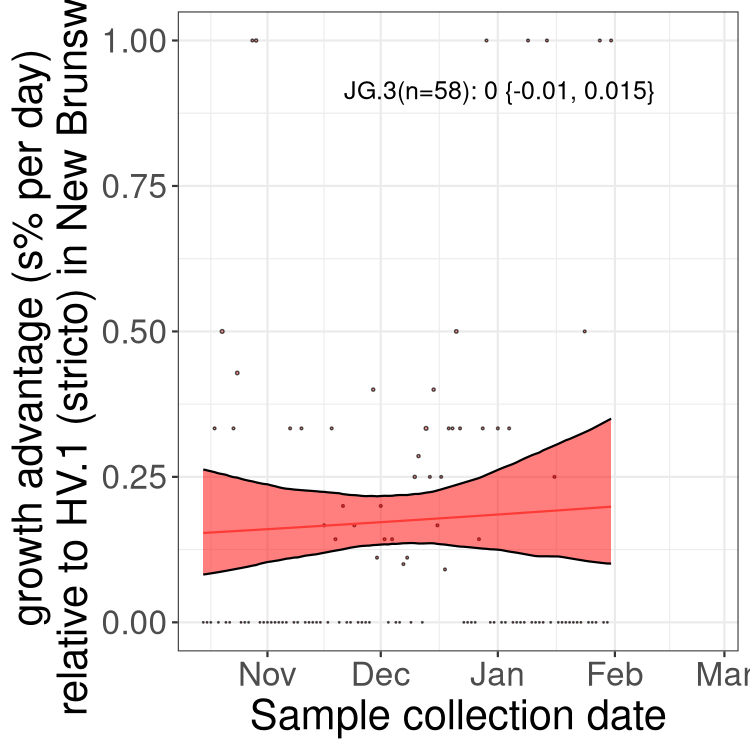 growth advantage (s% per day)
relative to HV.1 (stricto) in New Brunsw
1.00
0.75
0.50
0.25
0.00
JG.3(n=58): 0 {-0.01, 0.015}
Nov Dec Jan Feb Mar
Sample collection date